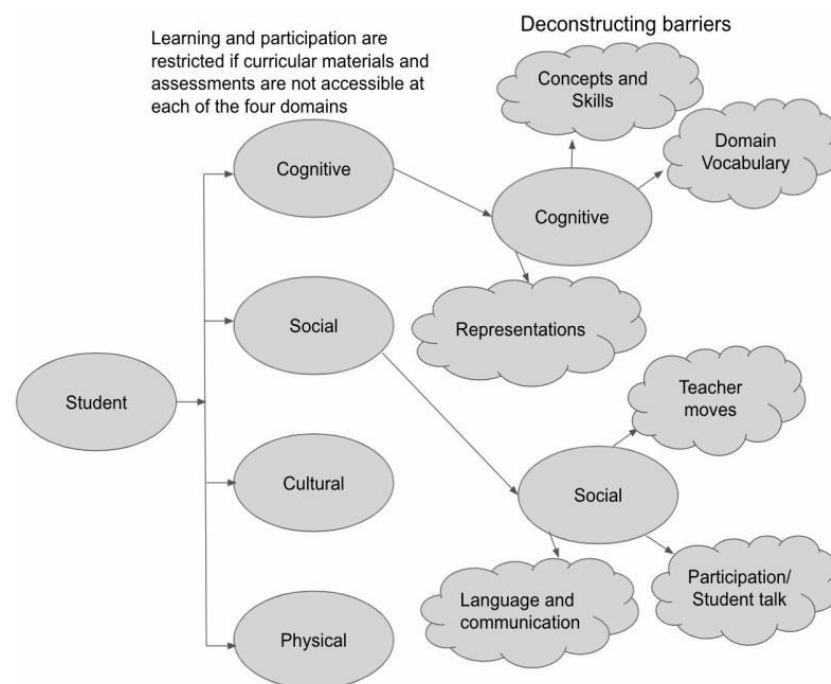 Deconstructing barriers
Learning and participation are
restricted if curricular materials and
assessments are not accessible at
each of the four domains
Concepts and
Skills
Domain
Vocabulary
Cognitive
Cognitive
Representations
Social
Teacher
moves
Student
Cultural
Social
Language and
communication
Participation/
Student talk
Physical